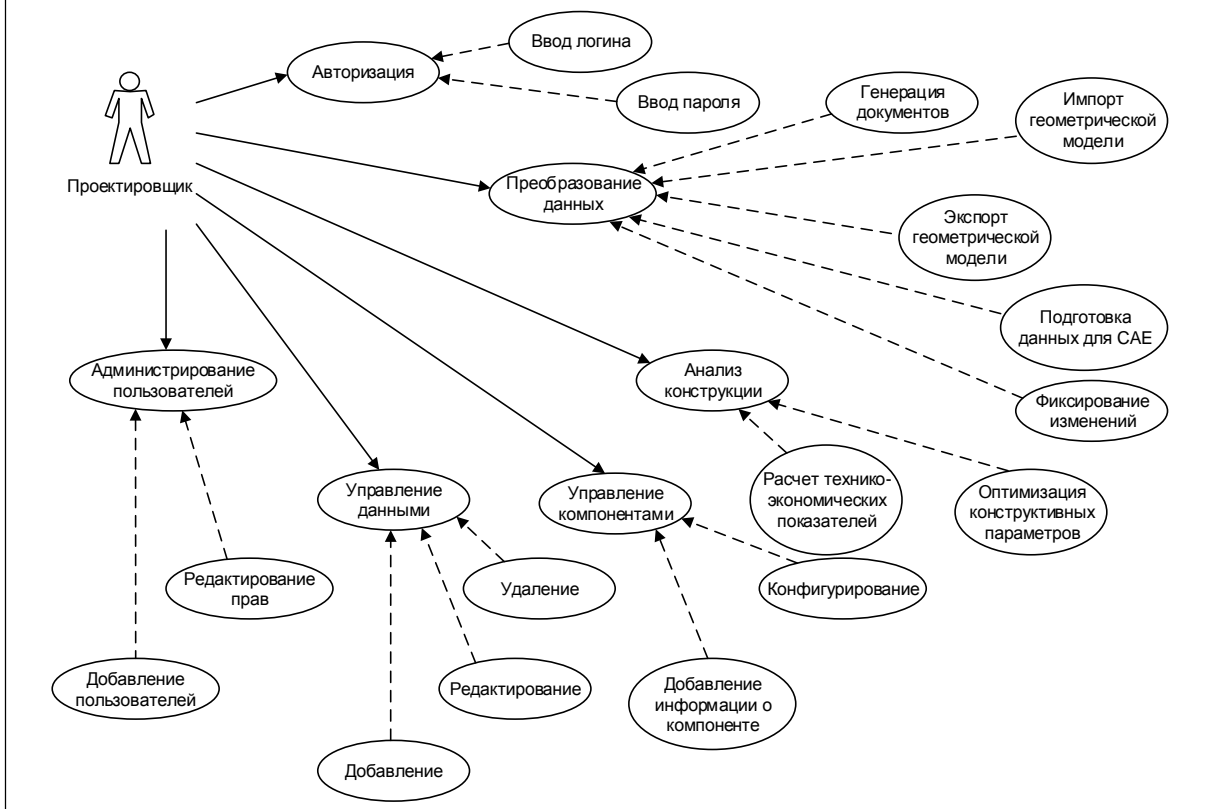 Ввод логина
Авторизация
Ввод пароля
Генерация
документов
Импорт
геометрической
модели
Проектировщик
Преобразование
данных
Экспорт
геометрической
модели
Подготовка
данных для CAE
Администрирование
пользователей
Анализ
конструкции
Фиксирование
изменений
Управление
данными
Управление
компонентами
Расчет технико-
экономических
показателей
Оптимизация
конструктивных
параметров
Редактирование
прав
Удаление
Конфигурирование
Добавление
пользователей
Редактирование
Добавление
информации о
компоненте
Добавление